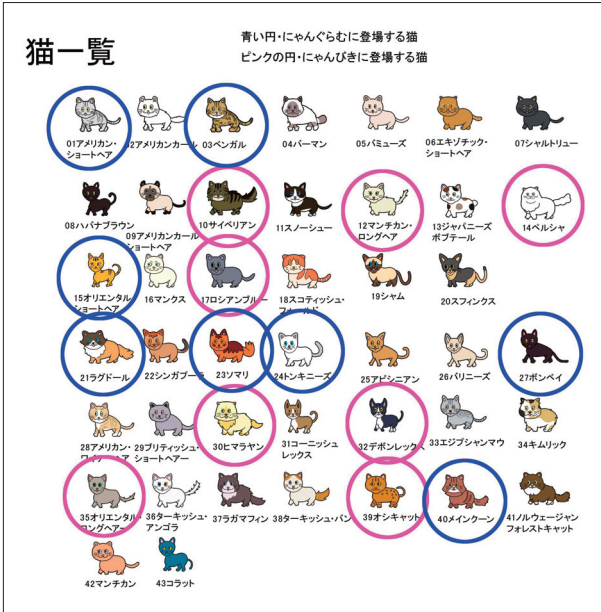 猫一覧
青い円・にゃんぐらむに登場する猫
ピンクの円・にゃんぴきに登場する猫
01アメリカン・
ショートヘア
02アメリカンカール
03ベンガル
04バーマン
05バミューズ
06エキゾチック・
ショートヘア
07シャルトリュー
08ハバナブラウン
09アメリカンカール
ショートヘア
10サイベリアン
11スノーシュー
12マンチカン・
ロングヘア
13ジャパニーズ
ボブテール
14ペルシャ
15オリエンタル
ショートヘア
16マンクス
17ロシアンブルー
18スコティッシュ・
フォールド
19シャム
20スフィンクス
21ラグドール
22シンガプーラ
23ソマリ
24トンキニーズ
25アビシニアン
26バリニーズ
27ボンベイ
28アメリカン・
ワイヤーヘア
29ブリティッシュ・
ショートヘアー
30ヒマラヤン
31コーニッシュ
レックス
32デボンレックス
33エジプシャンマウ
34キムリック
35オリエンタル・
ロングヘアー
36ターキッシュ・
アンゴラ
37ラガマフィン
38ターキッシュ・バン
39オシキャット
40メインクーン
41ノルウェージャン
フォレストキャット
42マンチカン
43コラット